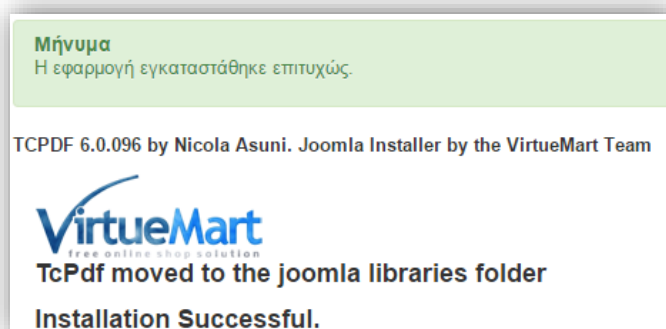 Μήνυμα
Η εφαρμογή εγκαταστάθηκε επιτυχώς.
TCPDF 6.0.096 by Nicola Asuni. Joomla Installer by the VirtueMart Team
VirtueMart
free online shop solution
TcPdf moved to the joomla libraries folder
Installation Successful.